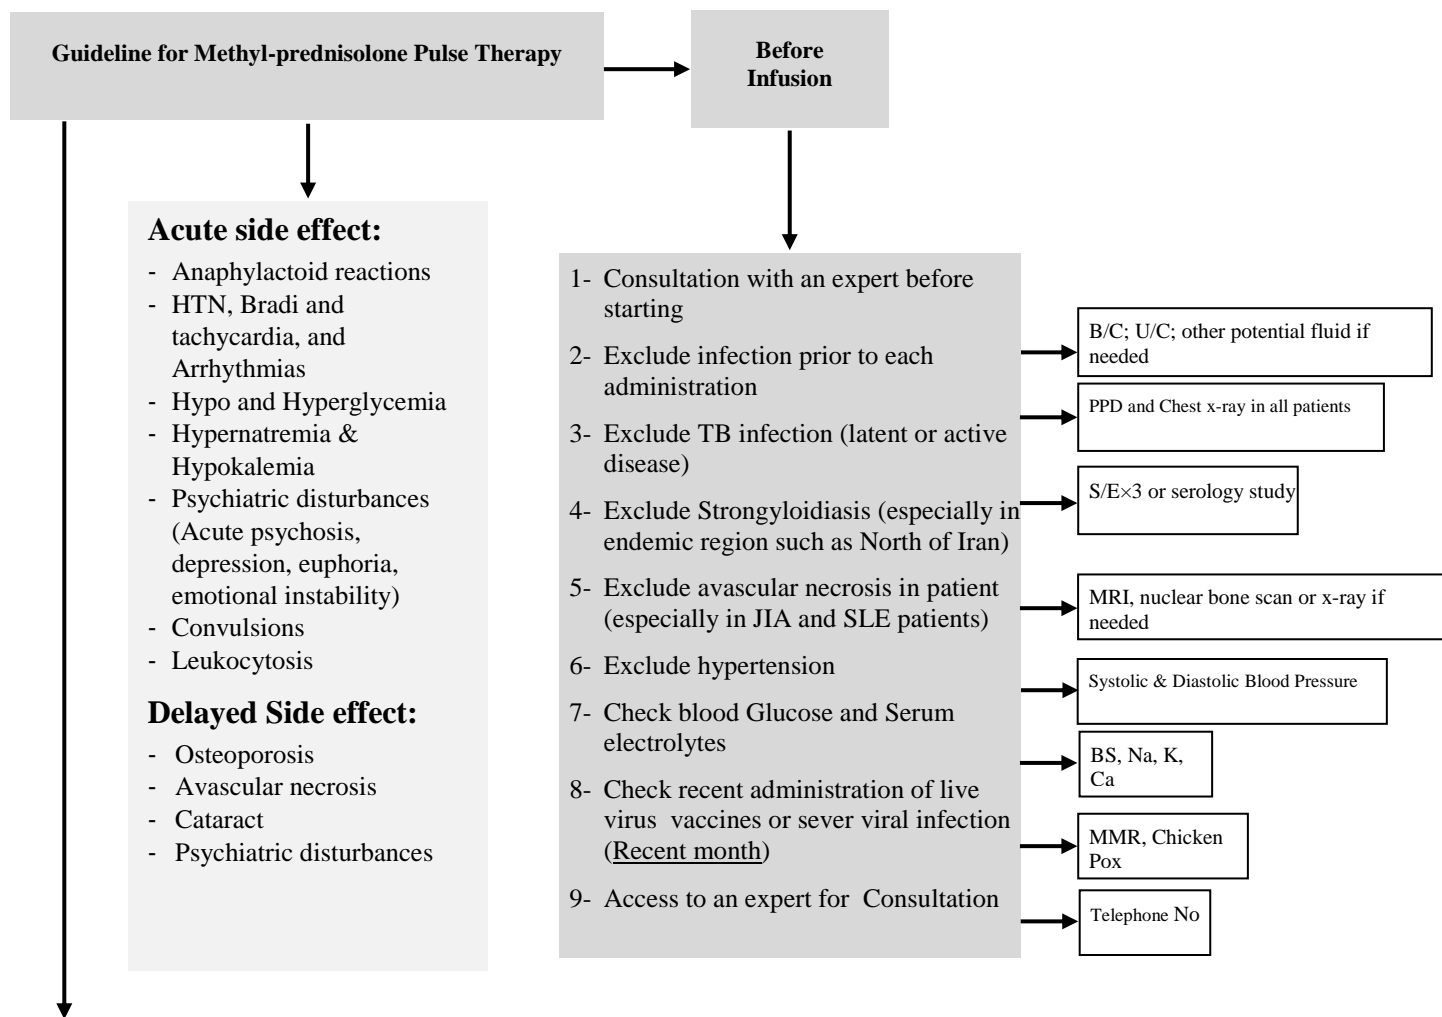 Guideline for Methyl-prednisolone Pulse Therapy
Before
Infusion
Acute side effect:
- Anaphylactoid reactions
- HTN, Bradi and
tachycardia, and
Arrhythmias
- Hypo and Hyperglycemia
- Hypernatremia &
Hypokalemia
- Psychiatric disturbances
(Acute psychosis,
depression, euphoria,
emotional instability)
- Convulsions
- Leukocytosis
Delayed Side effect:
- Osteoporosis
- Avascular necrosis
- Cataract
- Psychiatric disturbances
1- Consultation with an expert before
starting
2- Exclude infection prior to each
administration
3- Exclude TB infection (latent or active
disease)
4- Exclude Strongyloidiasis (especially in
endemic region such as North of Iran)
5- Exclude avascular necrosis in patient
(especially in JIA and SLE patients)
6- Exclude hypertension
7- Check blood Glucose and Serum
electrolytes
8- Check recent administration of live
virus vaccines or sever viral infection
(Recent month)
9- Access to an expert for Consultation
B/C; U/C; other potential fluid if
needed
PPD and Chest x-ray in all patients
S/E×3 or serology study
MRI, nuclear bone scan or x-ray if
needed
Systolic & Diastolic Blood Pressure
BS, Na, K,
Ca
MMR, Chicken
Pox
Telephone No